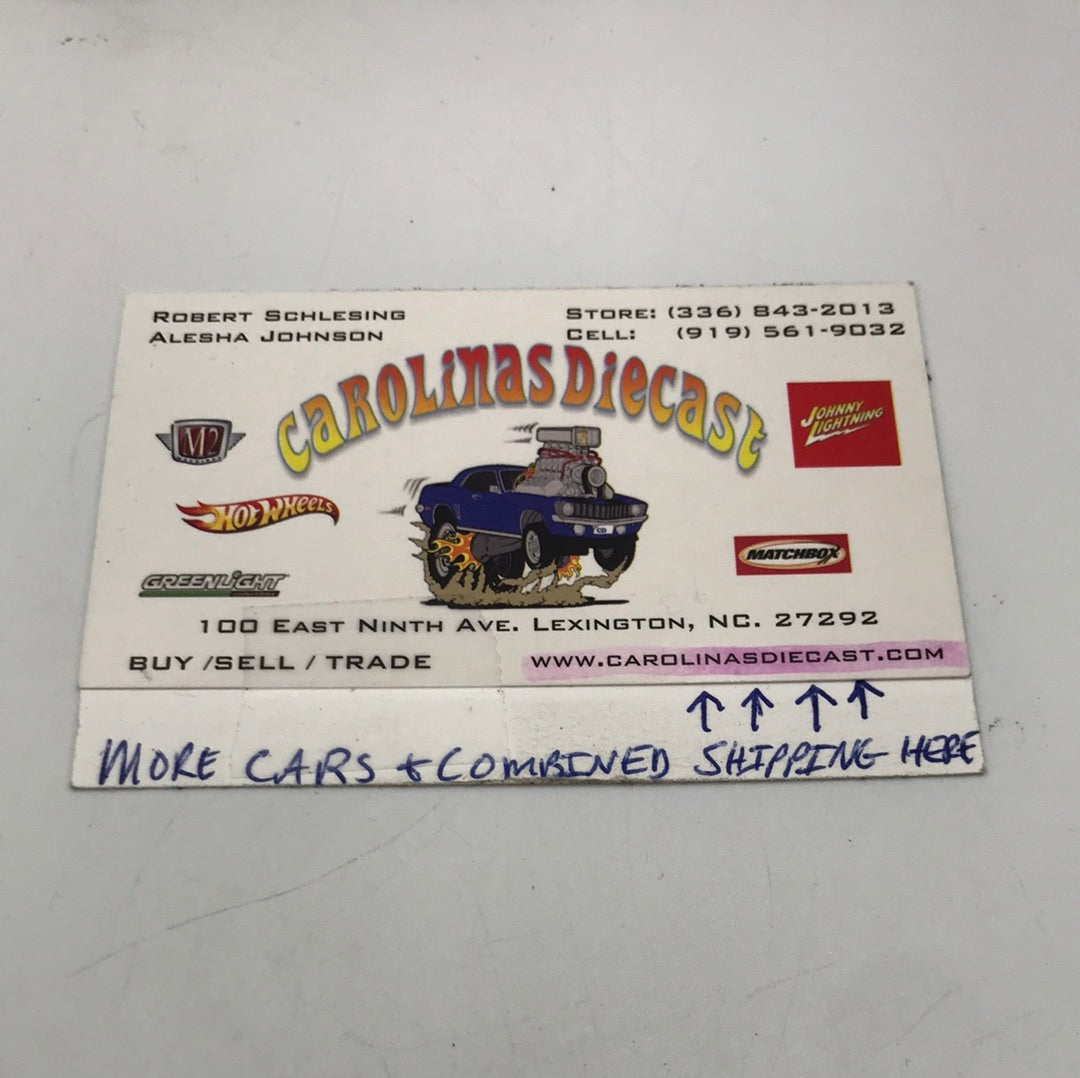 ROBERT SCHLESING
ALESHA JOHNSON
STORE: (336) 843-2013
CELL: (919) 561-9032
CAROLINAS DIECAST
M2
JOHNNY
LIGHTNING
HOT WHEELS
MATCHBOX
GREENLIGHT
100 EAST NINTH AVE. LEXINGTON, NC. 27292
BUY /SELL / TRADE
WWW.CAROLINASDIECAST.COM
↑ ↑ ↑ ↑
MORE CARS + COMBINED SHIPPING HERE